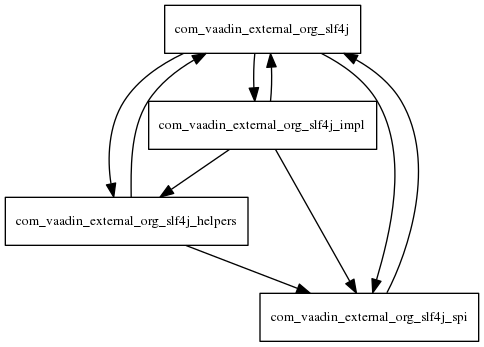 com_vaadin_external_org_slf4j
com_vaadin_external_org_slf4j_impl
com_vaadin_external_org_slf4j_helpers
com_vaadin_external_org_slf4j_spi